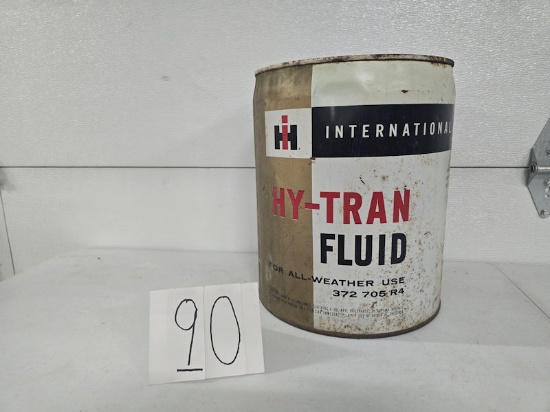 IH INTERNATIONAL
HY-TRAN
FLUID
FOR ALL-WEATHER USE
372 705 R4
90